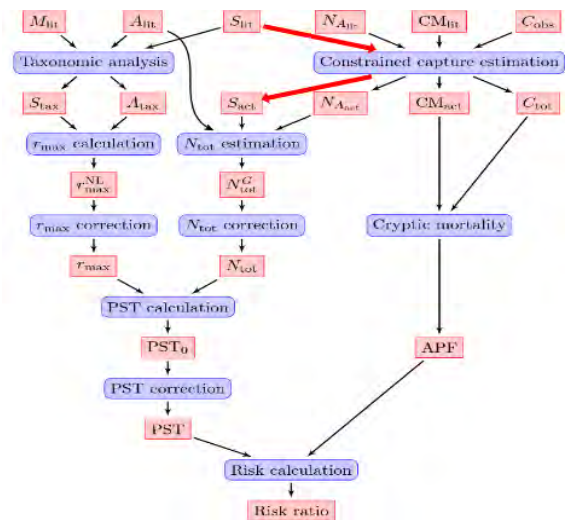 M_lit A_lit S_lit N_A_lit CM_lit C_obs
Taxonomic analysis Constrained capture estimation
S_tax A_tax S_act N_A_act CM_act C_tot
r_max calculation N_tot estimation
r_max^NL N_tot^G
r_max correction N_tot correction Cryptic mortality
r_max N_tot
PST calculation
PST_0 APF
PST correction
PST
Risk calculation
Risk ratio